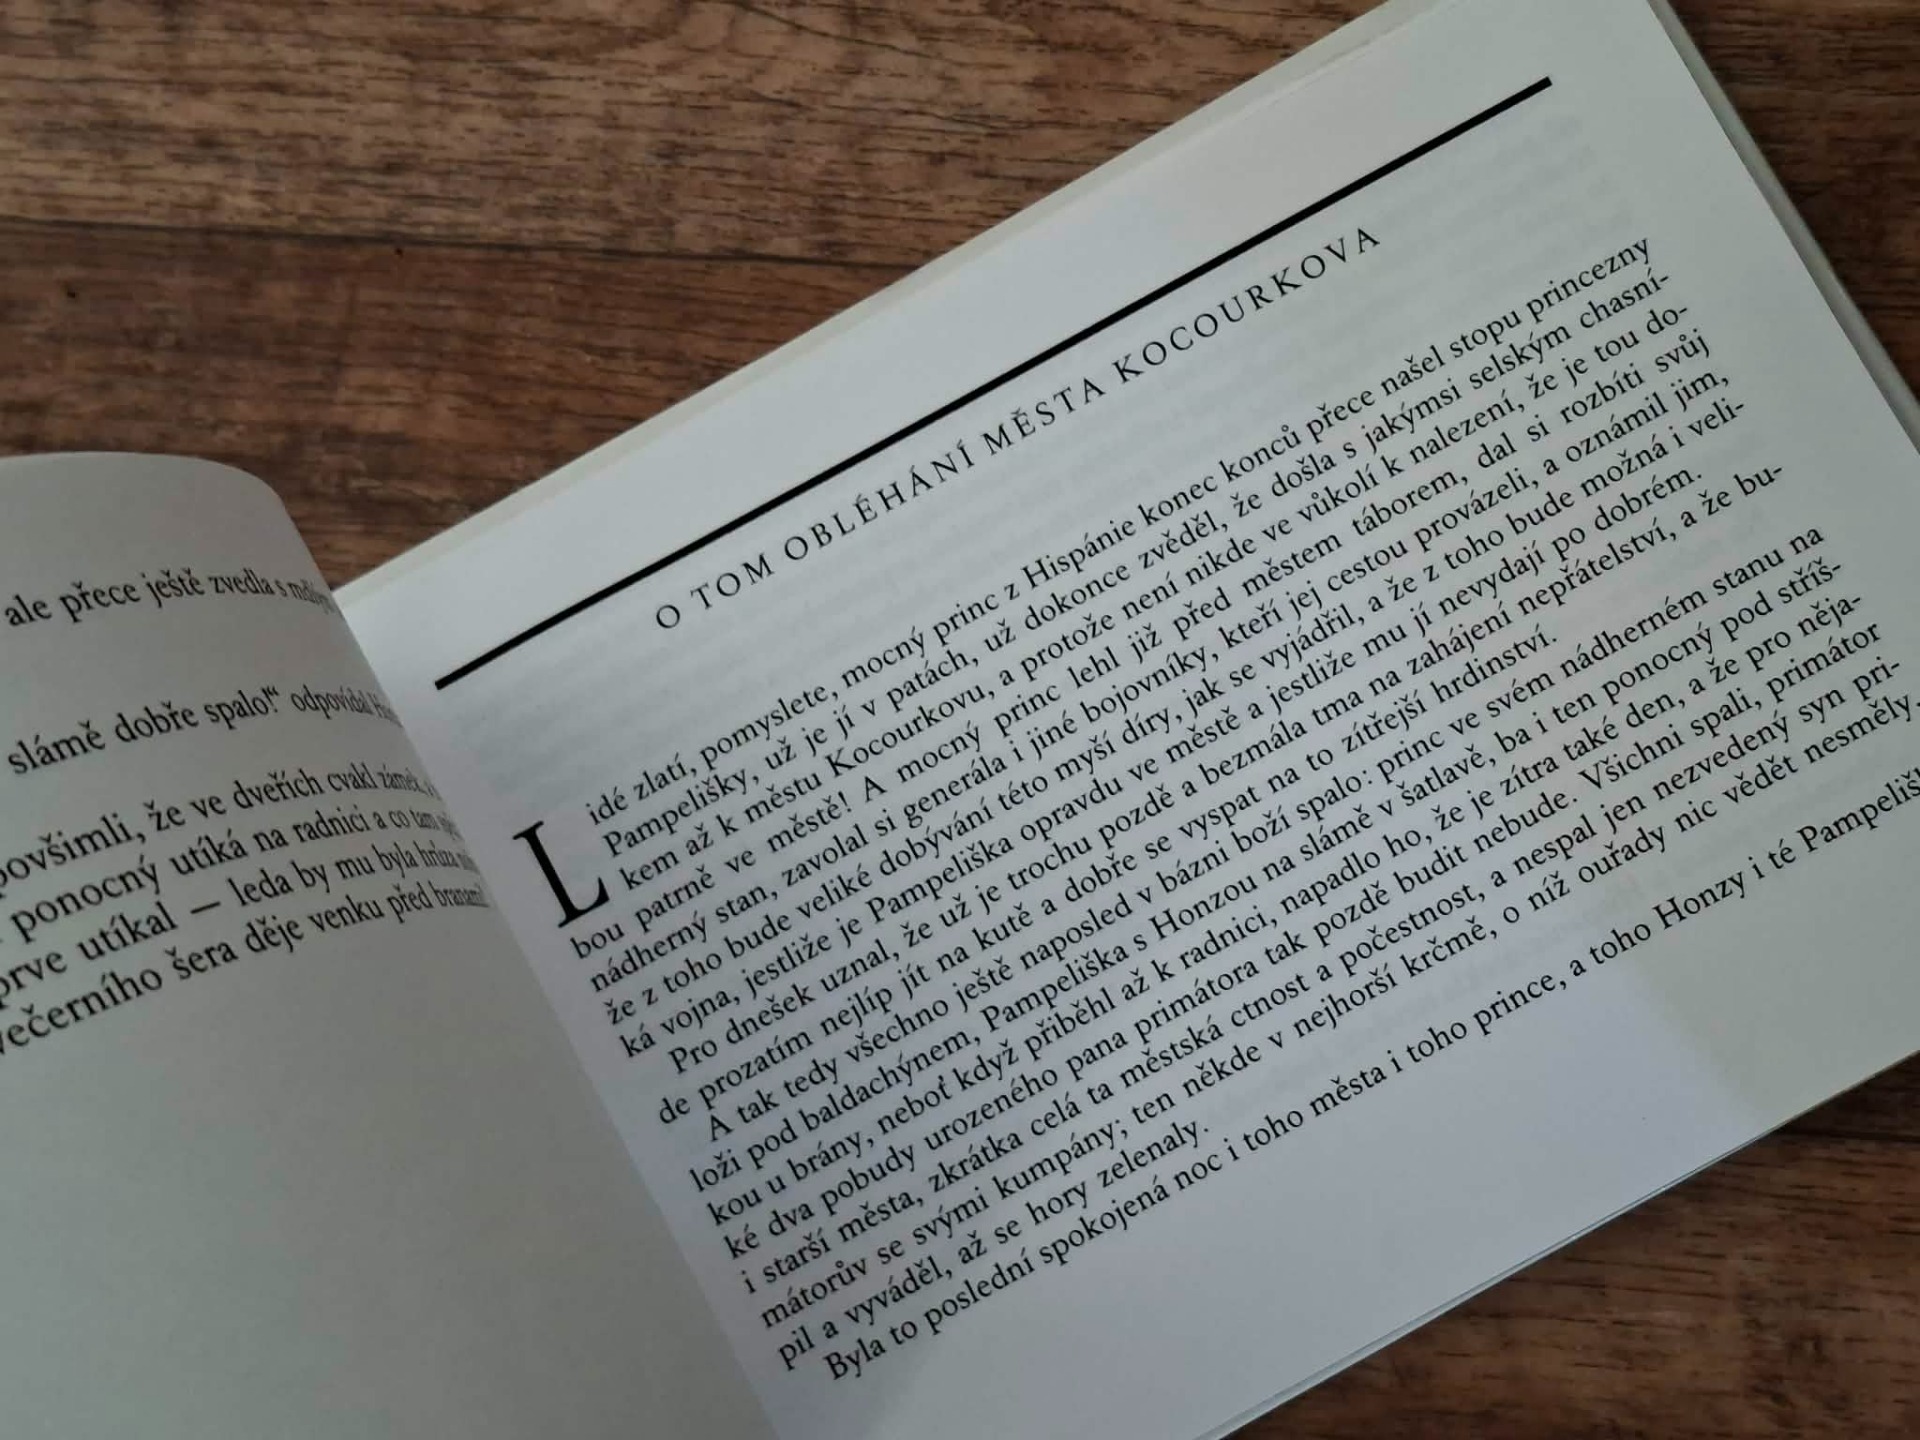 ale přece ještě zvedla s
slámě dobře spalo!“ odpovídal
povšimli, že ve dveřích cvakl zámek,
ponocný utíká na radnici a co tam
prve utíkal — leda by mu byla hrůza
večerního šera děje venku před branami
O TOM OBLÉHÁNÍ MĚSTA KOCOURKOVA
Lidé zlatí, pomyslete, mocný princ z Hispánie konec konců přece našel stopu princezny
Pampelišky, už je jí v patách, už dokonce zvěděl, že došla s jakýmsi selským chasní-
kem až k městu Kocourkovu, a protože není nikde ve vůkolí k nalezení, že je tou do-
bou patrně ve městě! A mocný princ lehl již před městem táborem, dal si rozbíti svůj
nádherný stan, zavolal si generála i jiné bojovníky, kteří jej cestou provázeli, a oznámil jim,
že z toho bude veliké dobývání této myší díry, jak se vyjádřil, a že z toho bude možná i veli-
ká vojna, jestliže je Pampeliška opravdu ve městě a jestliže mu jí nevydají po dobrém.
Pro dnešek uznal, že už je trochu pozdě a bezmála tma na zahájení nepřátelství, a že bu-
de prozatím nejlíp jít na kutě a dobře se vyspat na to zítřejší hrdinství.
A tak tedy všechno ještě naposled v bázni boží spalo: princ ve svém nádherném stanu na
loži pod baldachýnem, Pampeliška s Honzou na slámě v šatlavě, ba i ten ponocný pod stříš-
kou u brány, neboť když přiběhl až k radnici, napadlo ho, že je zítra také den, a že pro něja-
ké dva pobudy urozeného pana primátora tak pozdě budit nebude. Všichni spali, primátor
i starší města, zkrátka celá ta městská ctnost a počestnost, a nespal jen nezvedený syn pri-
mátorův se svými kumpány; ten někde v nejhorší krčmě, o níž ouřady nic vědět nesměly,
pil a vyváděl, až se hory zelenaly.
Byla to poslední spokojená noc i toho města i toho prince, a toho Honzy i té